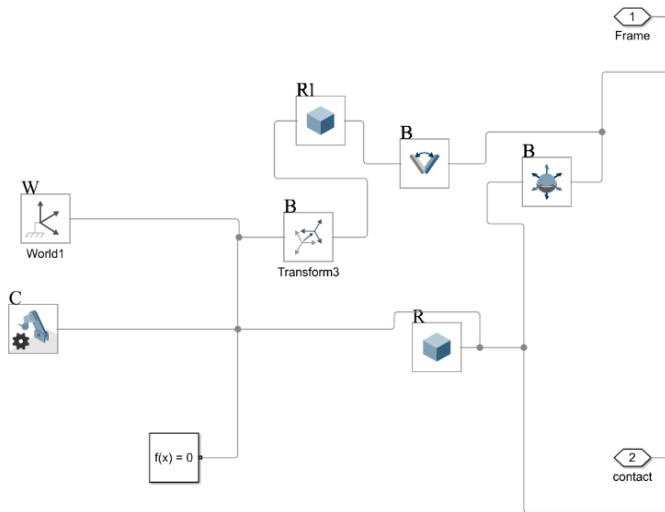 1
Frame
R1
B
B
W
B
World1
Transform3
C
R
f(x) = 0
2
contact